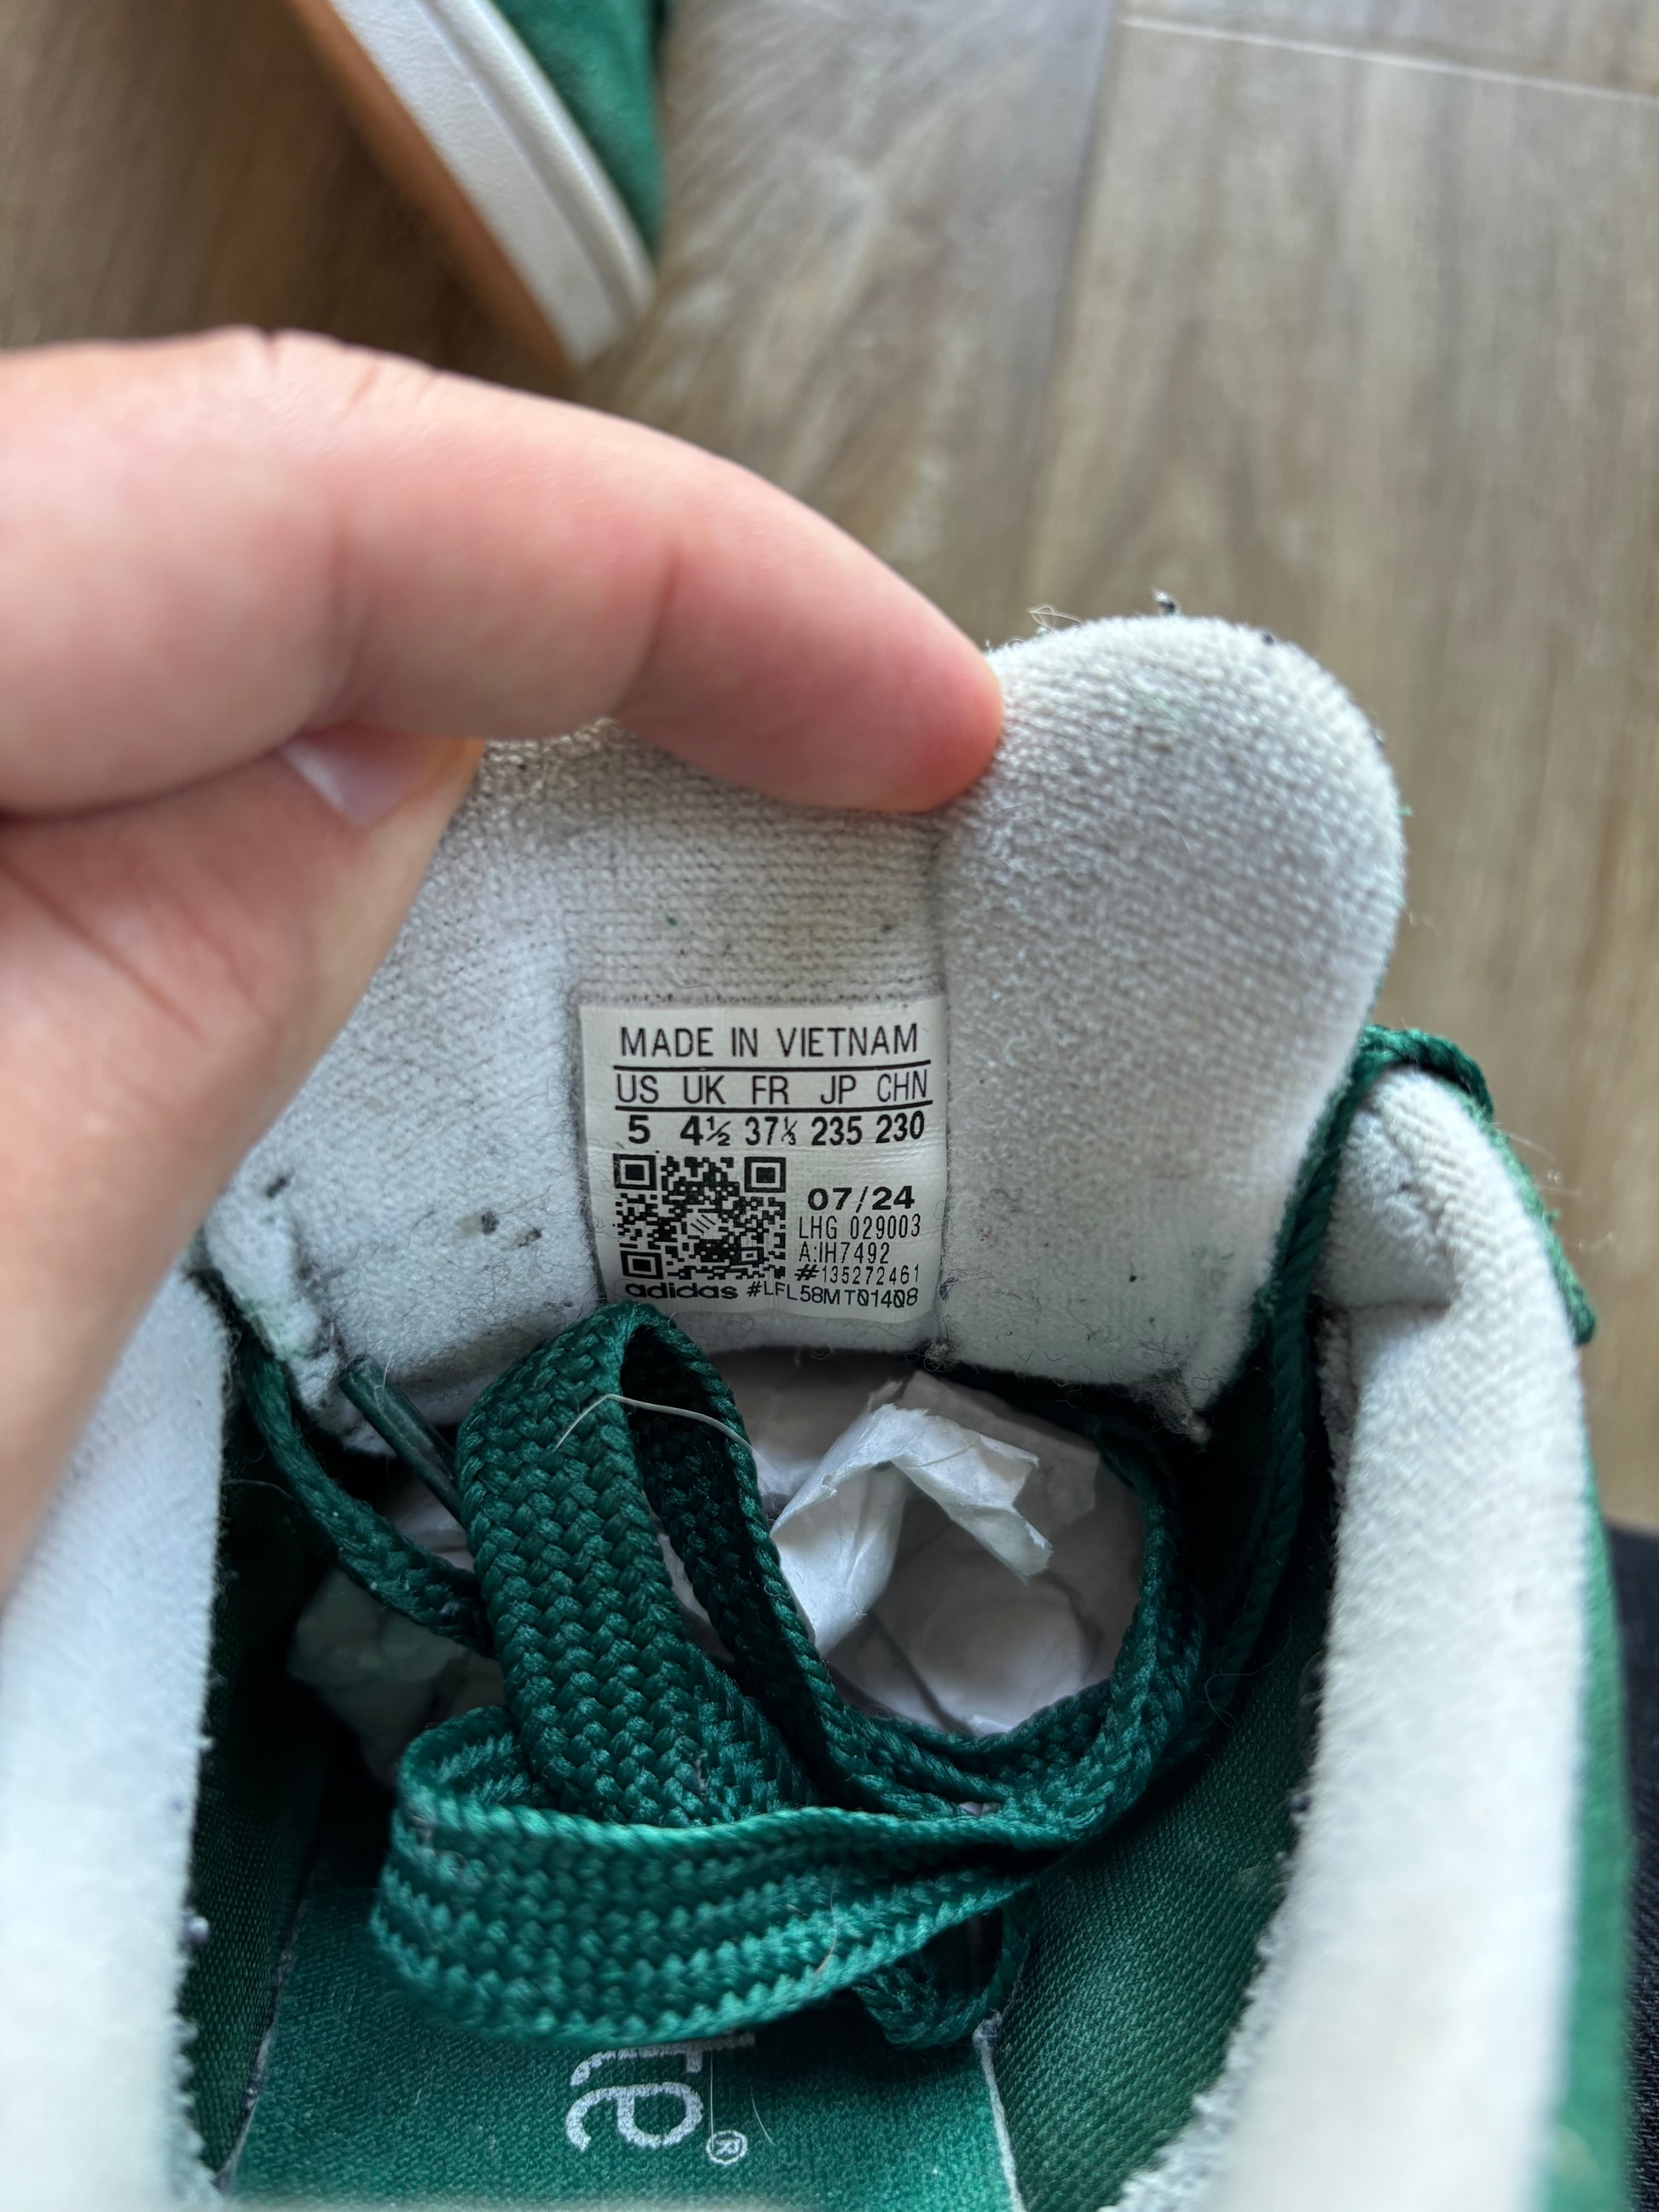 MADE IN VIETNAM
US UK FR JP CHN
5 4½ 37⅓ 235 230
07/24
LHG 029003
A:IH7492
#135272461
adidas #LFL58MT01408
®